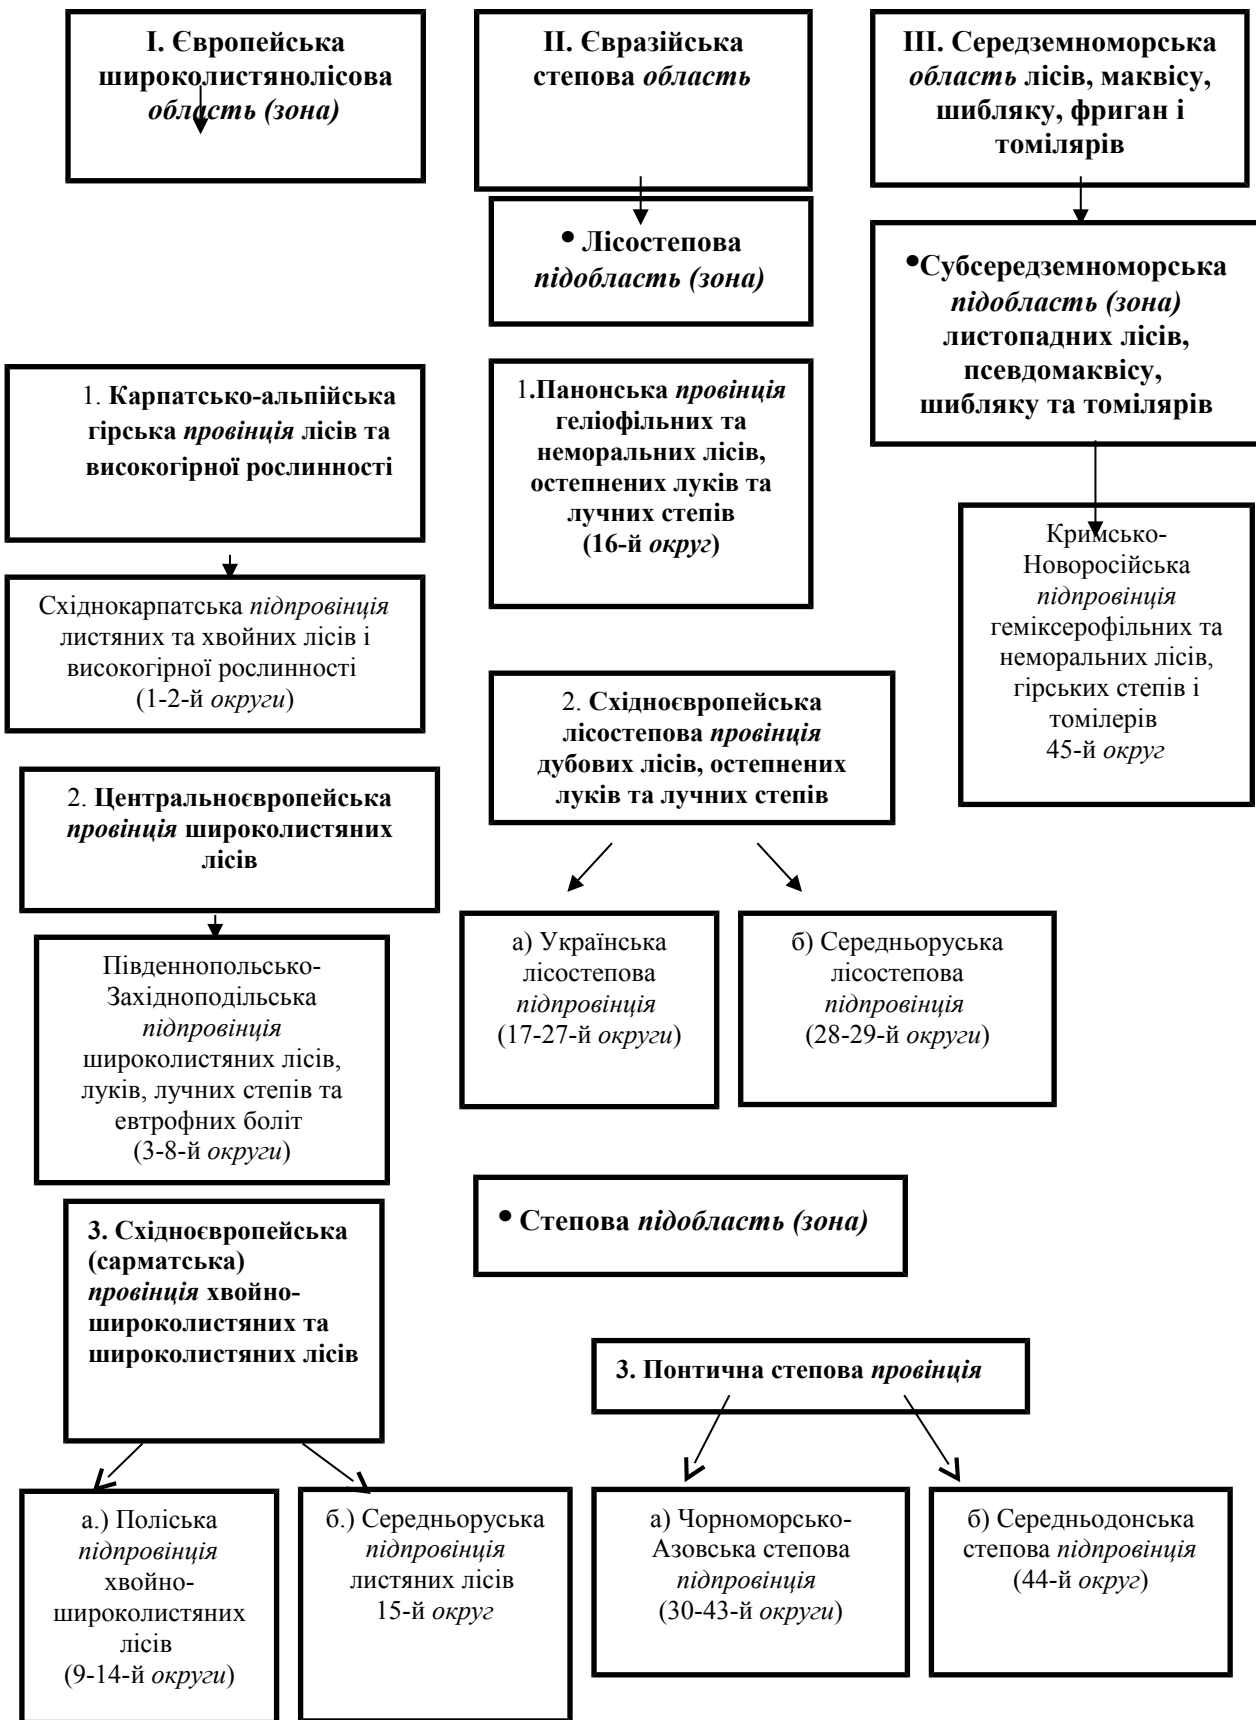 І. Європейська
широколистянолісова
область (зона)
ІІ. Євразійська
степова область
ІІІ. Середземноморська
область лісів, маквісу,
шибляку, фриган і
томілярів
• Лісостепова
підобласть (зона)
•Субсередземноморська
підобласть (зона)
листопадних лісів,
псевдомаквісу,
шибляку та томілярів
1. Карпатсько-альпійська
гірська провінція лісів та
високогірної рослинності
1.Панонська провінція
геліофільних та
неморальних лісів,
остепнених луків та
лучних степів
(16-й округ)
Кримсько-
Новоросійська
підпровінція
геміксерофільних та
неморальних лісів,
гірських степів і
томілерів
45-й округ
Східнокарпатська підпровінція
листяних та хвойних лісів і
високогірної рослинності
(1-2-й округи)
2. Східноєвропейська
лісостепова провінція
дубових лісів, остепнених
луків та лучних степів
2. Центральноєвропейська
провінція широколистяних
лісів
а) Українська
лісостепова
підпровінція
(17-27-й округи)
б) Середньоруська
лісостепова
підпровінція
(28-29-й округи)
Південнопольсько-
Західноподільська
підпровінція
широколистяних лісів,
луків, лучних степів та
евтрофних боліт
(3-8-й округи)
• Степова підобласть (зона)
3. Східноєвропейська
(сарматська)
провінція хвойно-
широколистяних та
широколистяних лісів
3. Понтична степова провінція
а.) Поліська
підпровінція
хвойно-
широколистяних
лісів
(9-14-й округи)
б.) Середньоруська
підпровінція
листяних лісів
15-й округ
а) Чорноморсько-
Азовська степова
підпровінція
(30-43-й округи)
б) Середньодонська
степова підпровінція
(44-й округ)